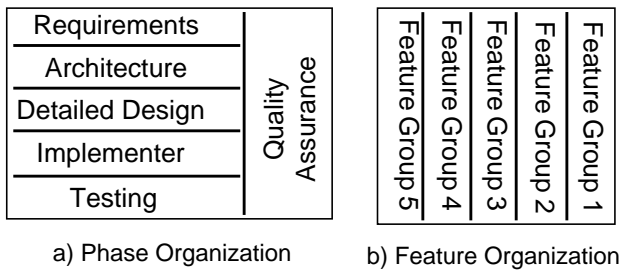 Requirements
Architecture
Detailed Design
Implementer
Testing
Quality
Assurance
a) Phase Organization
Feature Group 5
Feature Group 4
Feature Group 3
Feature Group 2
Feature Group 1
b) Feature Organization